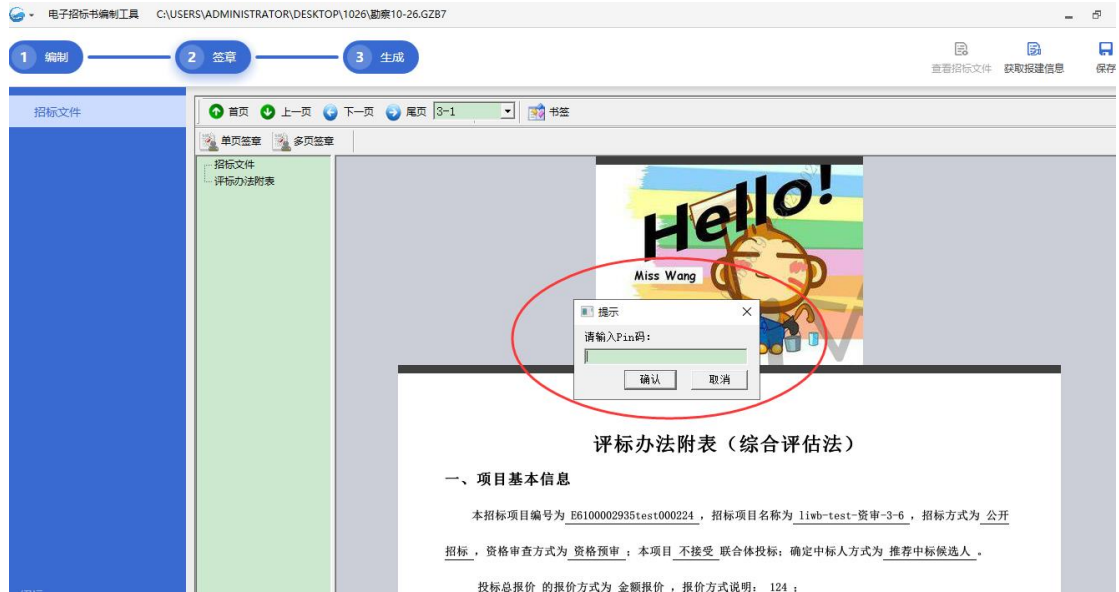 电子招标书编制工具 C:\USERS\ADMINISTRATOR\DESKTOP\1026\勘察10-26.GZB7
1 编制 2 签章 3 生成
查看招标文件 获取报建信息 保存
招标文件
首页 上一页 下一页 尾页 3-1 书签
单页签章 多页签章
招标文件
评标办法附表
Hello!
Miss Wang
提示
请输入Pin码:
确认 取消
评标办法附表（综合评估法）
一、项目基本信息
本招标项目编号为 E6100002935test000224 ，招标项目名称为 liwb-test-资审-3-6 ，招标方式为 公开
招标 ，资格审查方式为 资格预审 ；本项目 不接受 联合体投标；确定中标人方式为 推荐中标候选人 。
投标总报价 的报价方式为 金额报价 ，报价方式说明： 124 ；